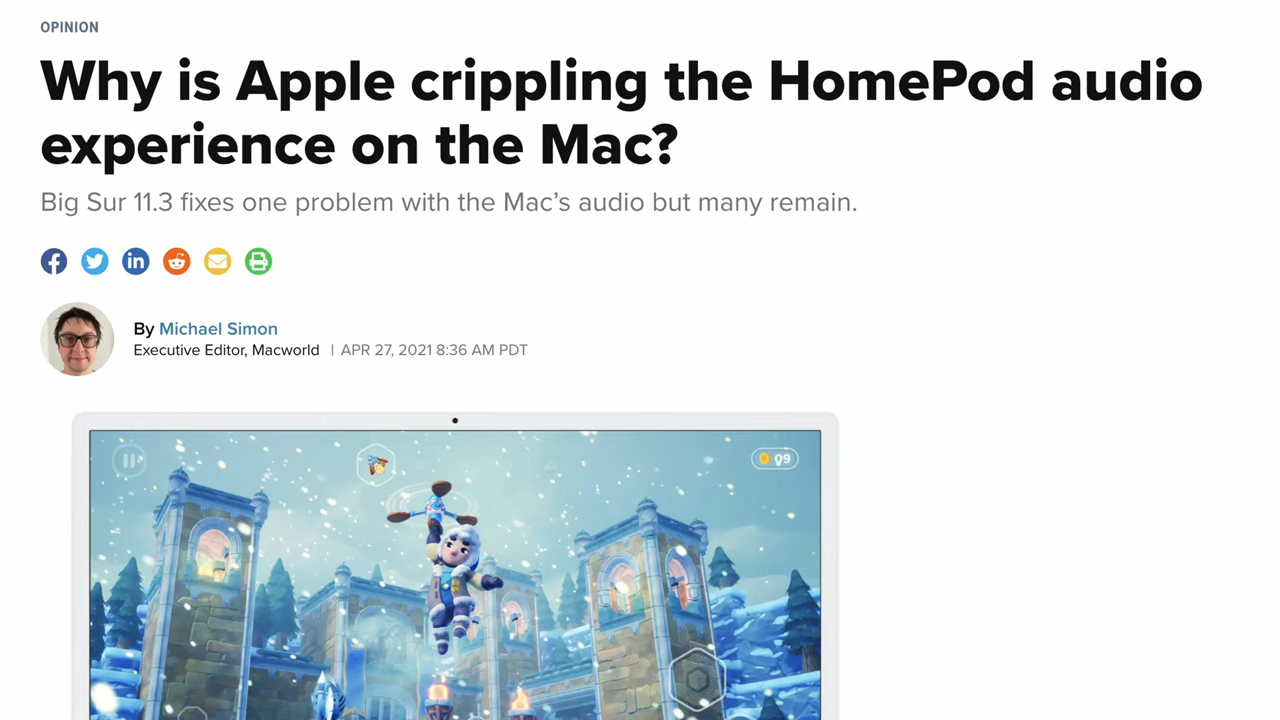 OPINION
Why is Apple crippling the HomePod audio
experience on the Mac?
Big Sur 11.3 fixes one problem with the Mac’s audio but many remain.
By Michael Simon
Executive Editor, Macworld | APR 27, 2021 8:36 AM PDT
99